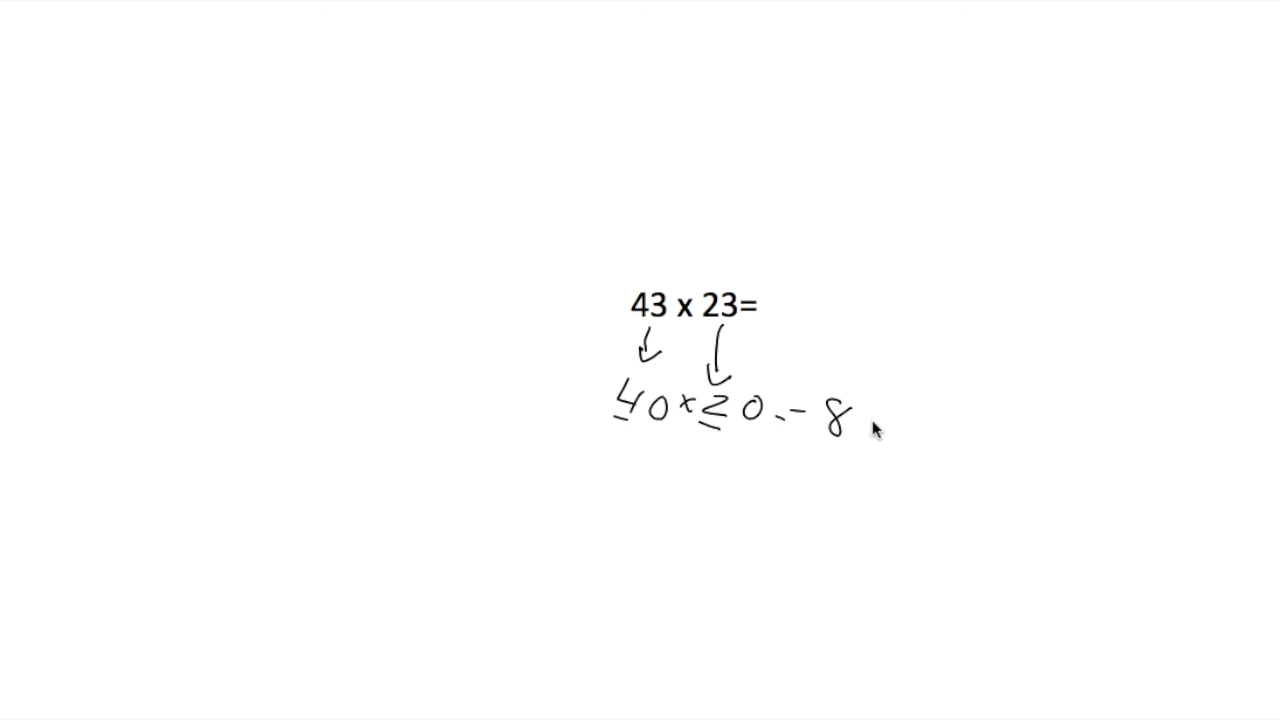 43 x 23=
40 x 20 = 8